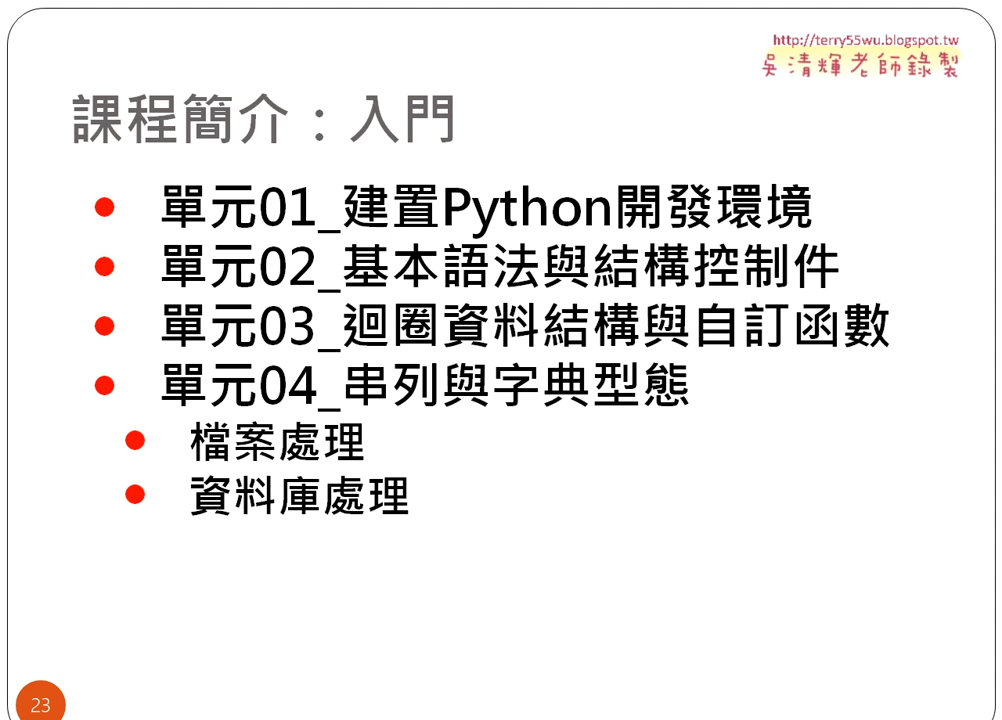 http://terry55wu.blogspot.tw
吳清輝老師錄製
課程簡介：入門
單元01_建置Python開發環境
單元02_基本語法與結構控制件
單元03_迴圈資料結構與自訂函數
單元04_串列與字典型態
檔案處理
資料庫處理
23